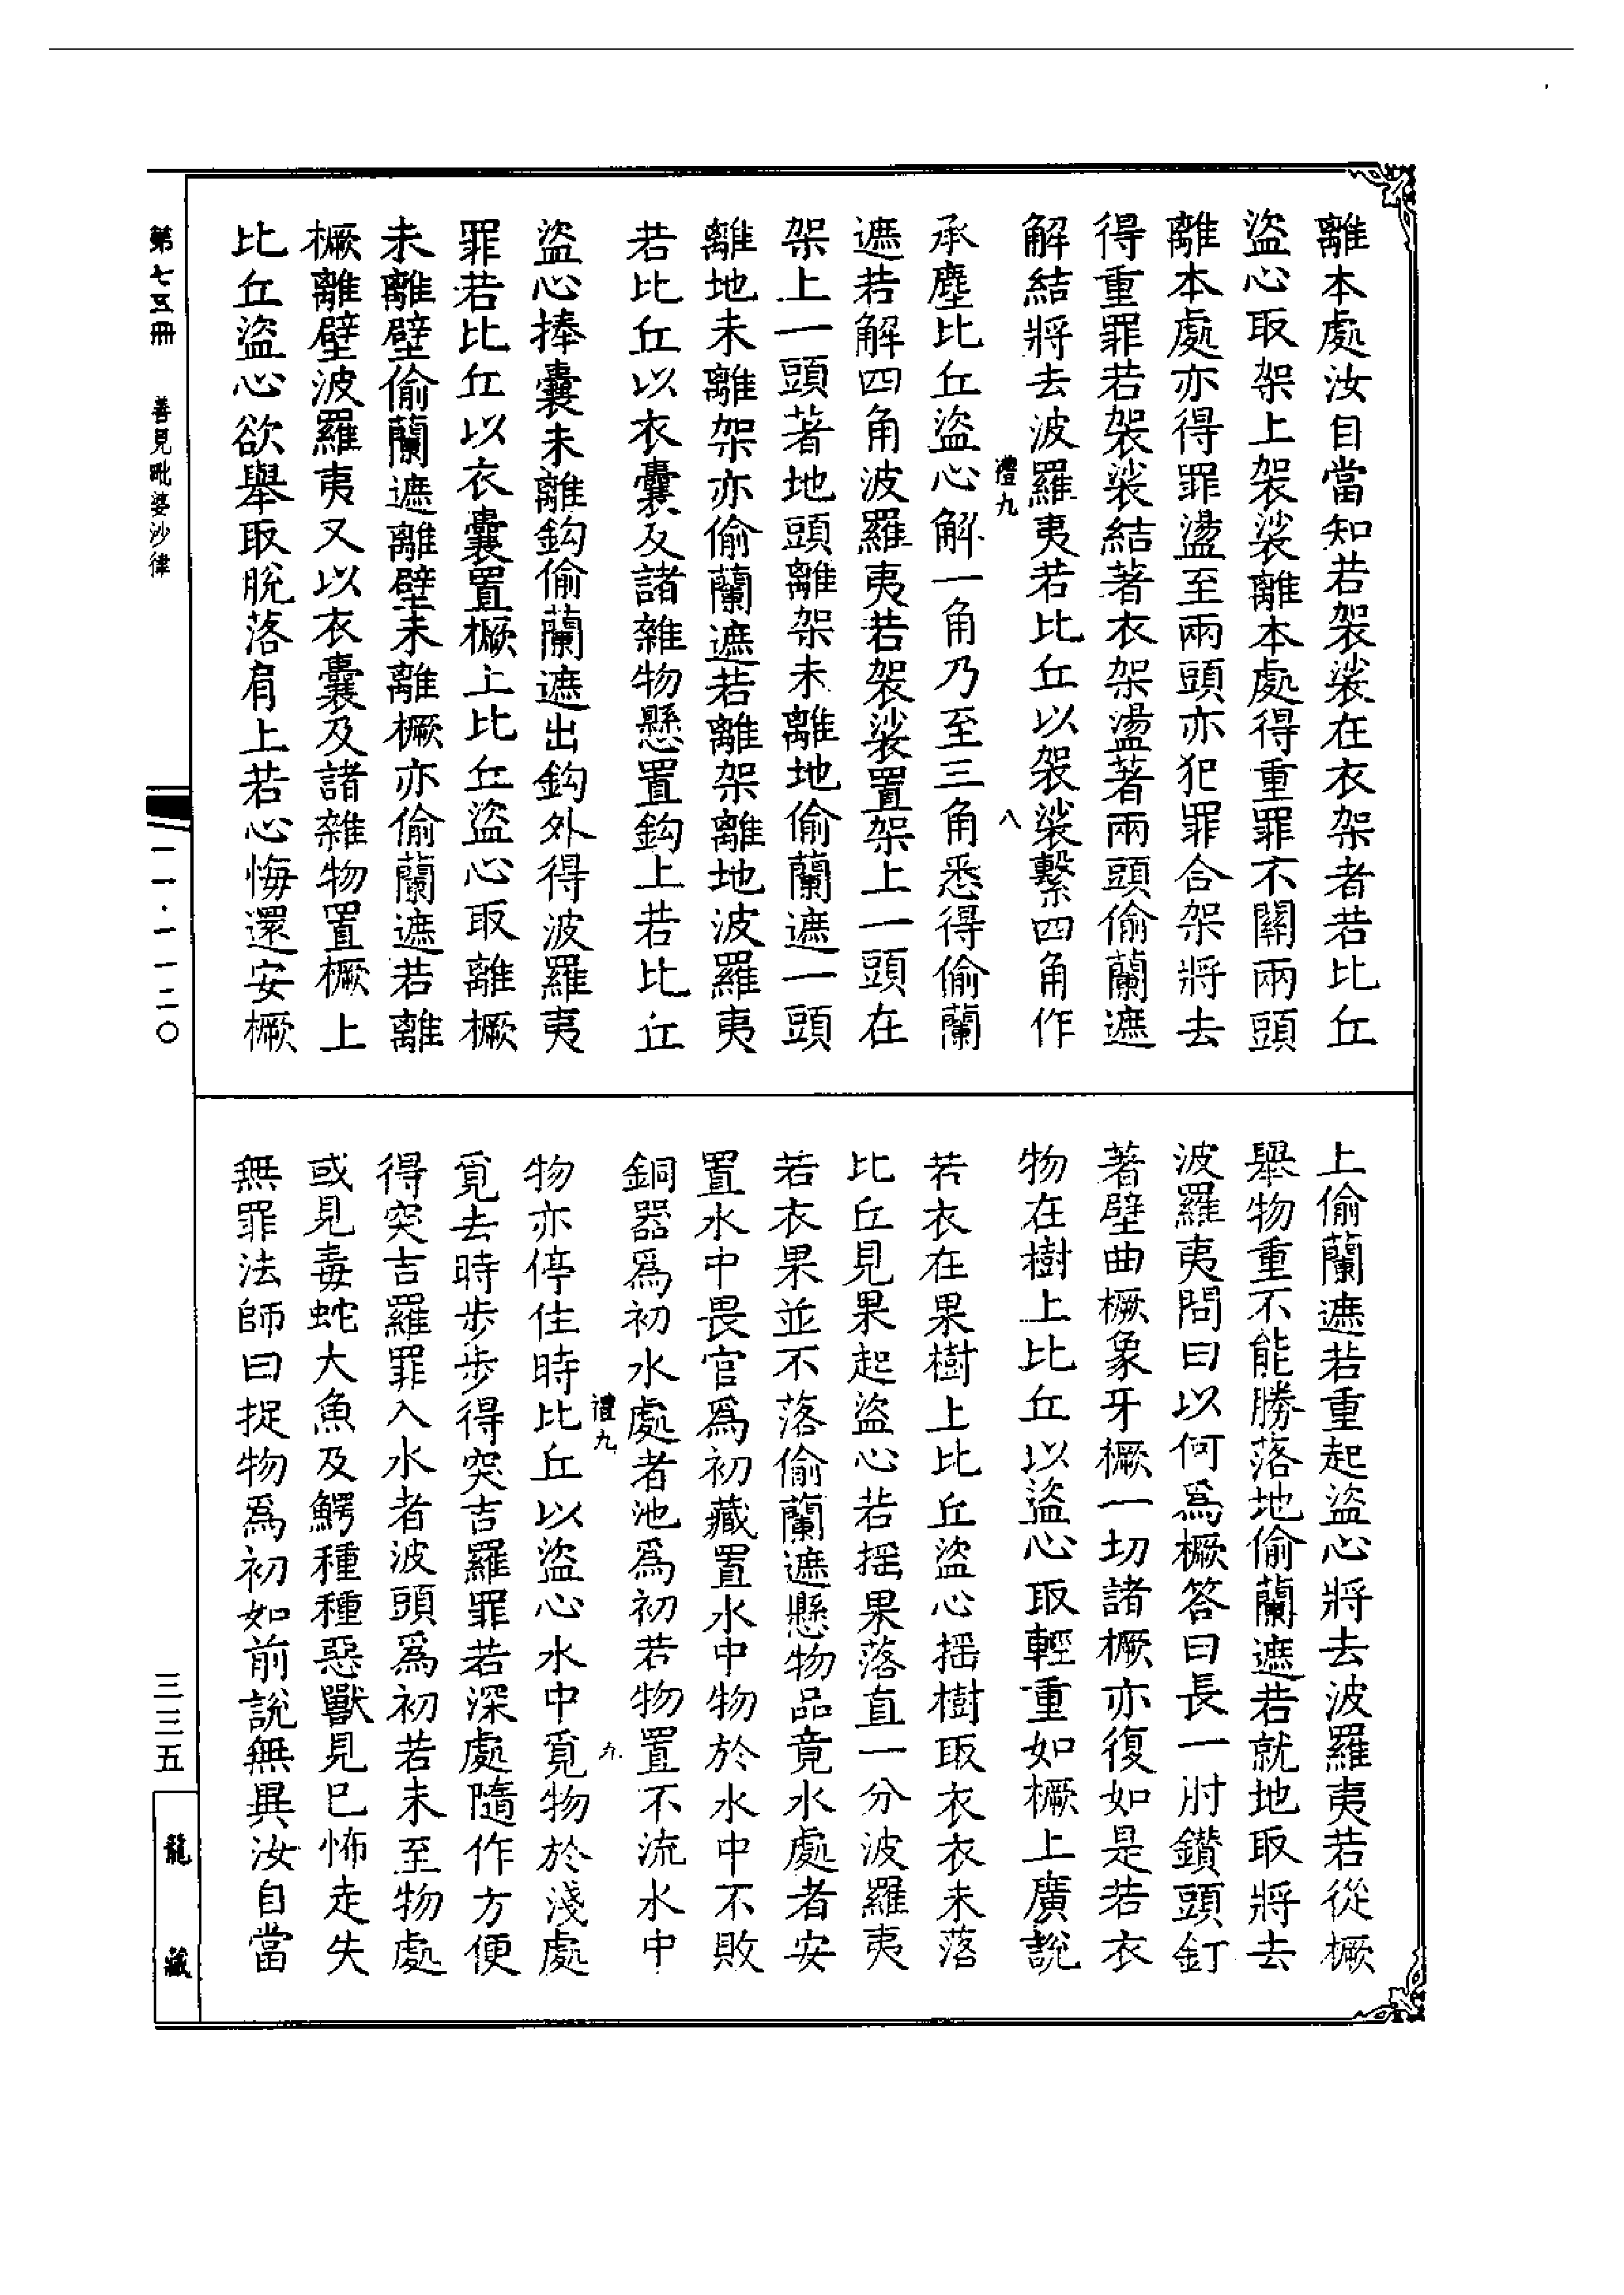 離本處汝自當知若袈裟在衣架者若比丘
盜心取架上袈裟離本處得重罪不關兩頭
離本處亦得罪盪至兩頭亦犯罪合架將去
得重罪若袈裟結著衣架盪著兩頭偷蘭遮
解結將去波羅夷若比丘以袈裟繫四角作
禮九
八
承塵比丘盜心解一角乃至三角悉得偷蘭
遮若解四角波羅夷若袈裟置架上一頭在
架上一頭著地頭離架未離地偷蘭遮一頭
離地未離架亦偷蘭遮若離架離地波羅夷
若比丘以衣囊及諸雜物懸置鈎上若比丘
盜心捧囊未離鈎偷蘭遮出鈎外得波羅夷
罪若比丘以衣囊置橛上比丘盜心取離橛
未離壁偷蘭遮離壁未離橛亦偷蘭遮若離
橛離壁波羅夷又以衣囊及諸雜物置橛上
比丘盜心欲舉取脫落肩上若心悔還安橛
上偷蘭遮若重起盜心將去波羅夷若從橛
舉物重不能勝落地偷蘭遮若就地取將去
波羅夷問曰以何爲橛答曰長一肘鑽頭釘
著壁曲橛象牙橛一切諸橛亦復如是若衣
物在樹上比丘以盜心取輕重如橛上廣說
若衣在果樹上比丘盜心搖樹取衣衣未落
比丘見果起盜心若搖果落直一分波羅夷
若衣果並不落偷蘭遮懸物品竟水處者安
置水中畏官爲初藏置水中物於水中不敗
銅器爲初水處者池爲初若物置不流水中
禮九
九
物亦停住時比丘以盜心水中覓物於淺處
覓去時步步得突吉羅罪若深處隨作方便
得突吉羅罪入水者波頭爲初若未至物處
或見毒蛇大魚及鰐種種惡獸見已怖走失
無罪法師曰捉物爲初如前說無異汝自當
第七五冊
善見毗婆沙律
一一·一一二〇
三三五
龍藏